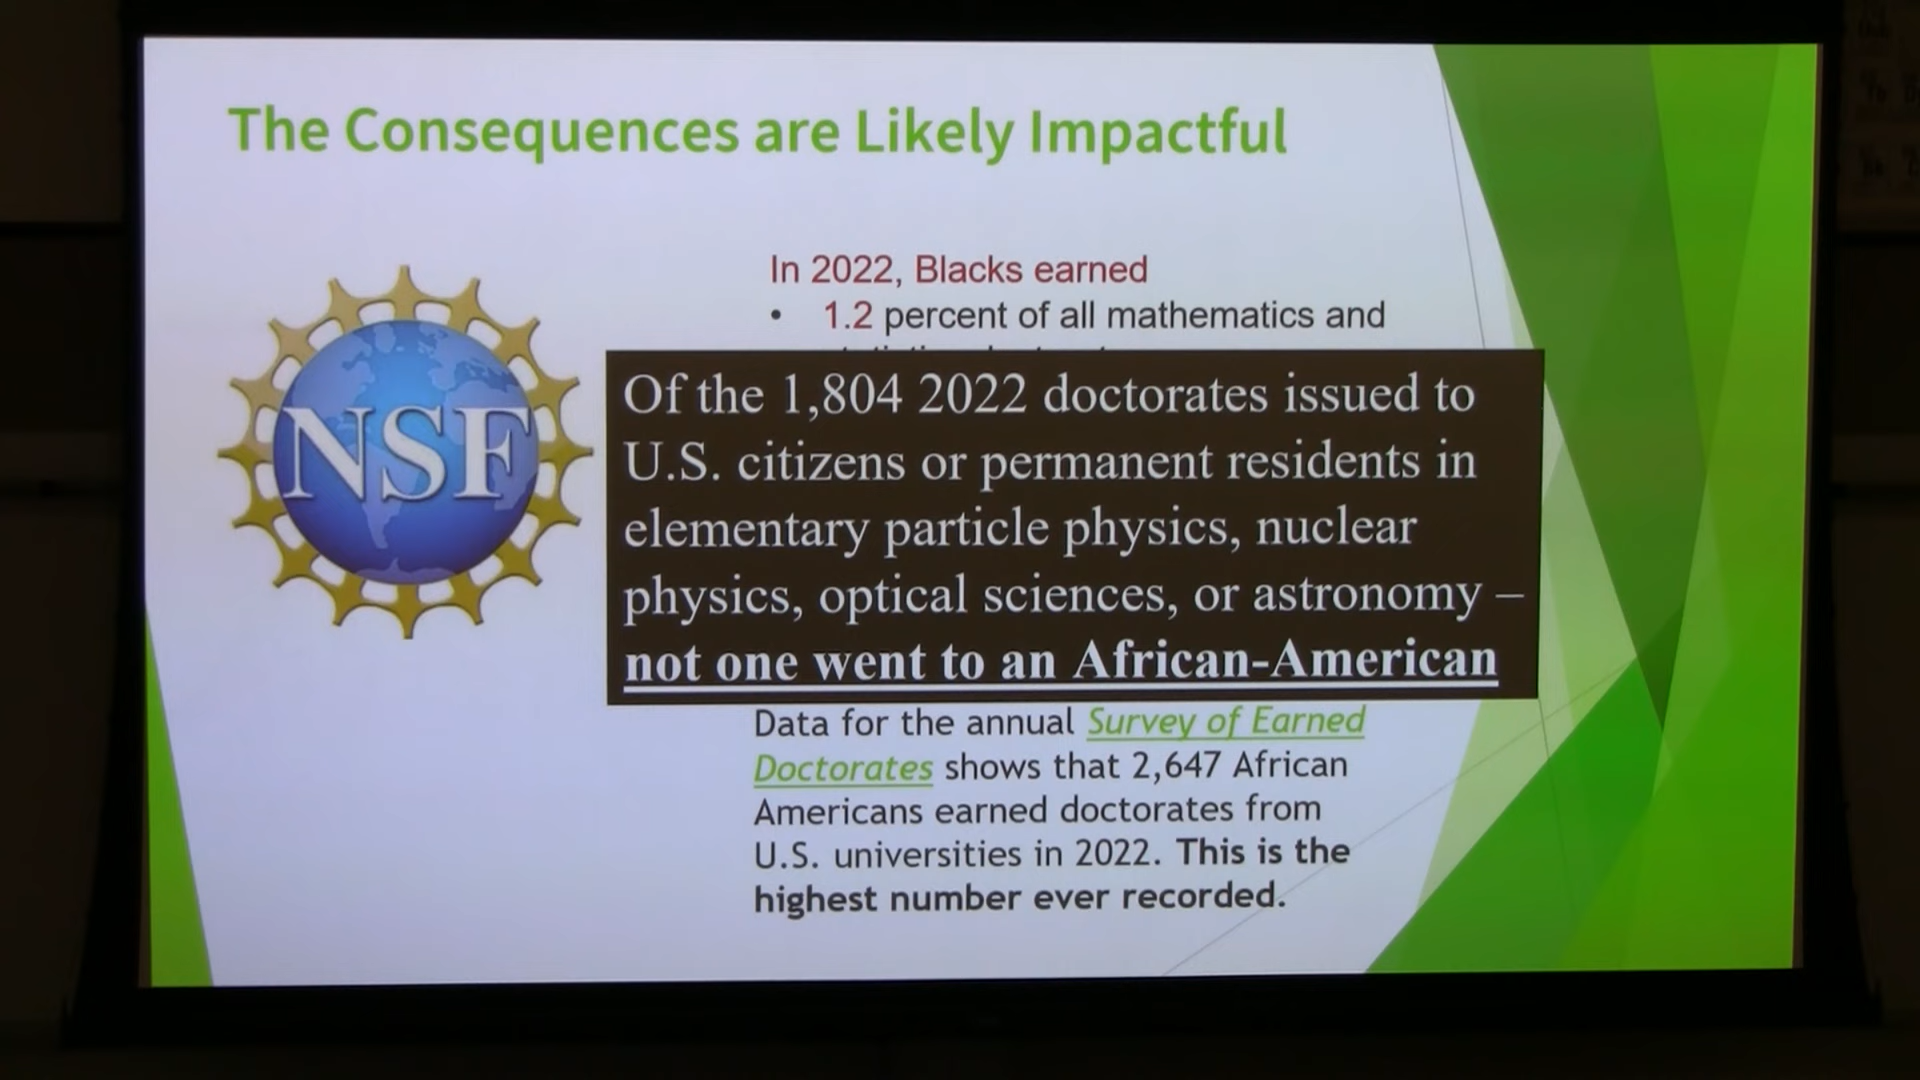 The Consequences are Likely Impactful
NSF
In 2022, Blacks earned
• 1.2 percent of all mathematics and
Of the 1,804 2022 doctorates issued to
U.S. citizens or permanent residents in
elementary particle physics, nuclear
physics, optical sciences, or astronomy –
not one went to an African-American
Data for the annual Survey of Earned
Doctorates shows that 2,647 African
Americans earned doctorates from
U.S. universities in 2022. This is the
highest number ever recorded.